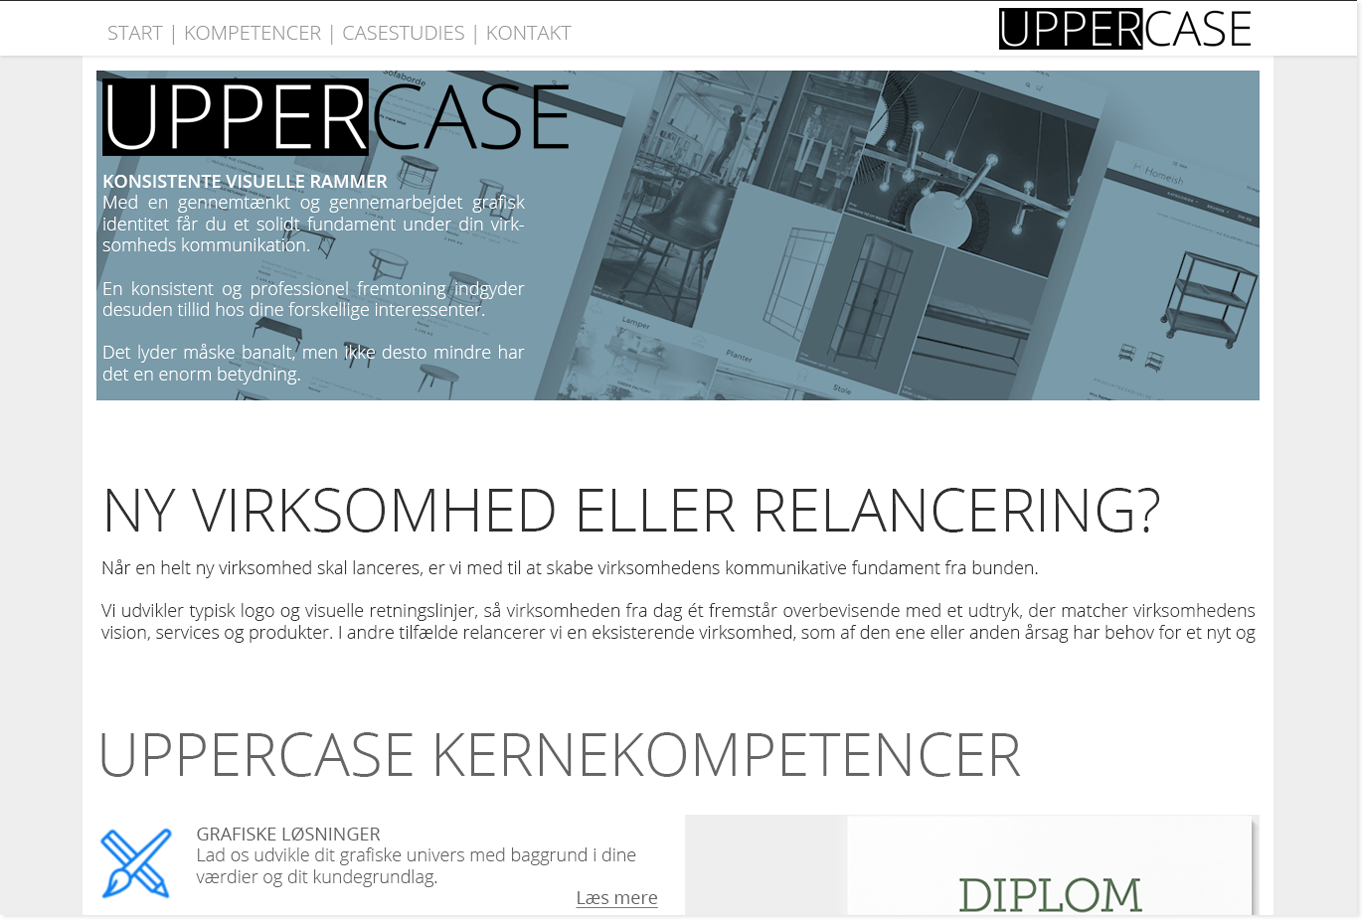 START | KOMPETENCER | CASESTUDIES | KONTAKT
UPPERCASE
UPPERCASE
Sofaborde
KONSISTENTE VISUELLE RAMMER
Med en gennemtænkt og gennemarbejdet grafisk
identitet får du et solidt fundament under din virk-
somheds kommunikation.
En konsistent og professionel fremtoning indgyder
desuden tillid hos dine forskellige interessenter.
Det lyder måske banalt, men ikke desto mindre har
det en enorm betydning.
Homeish
Lamper
Planter
Stole
NY VIRKSOMHED ELLER RELANCERING?
Når en helt ny virksomhed skal lanceres, er vi med til at skabe virksomhedens kommunikative fundament fra bunden.
Vi udvikler typisk logo og visuelle retningslinjer, så virksomheden fra dag ét fremstår overbevisende med et udtryk, der matcher virksomhedens
vision, services og produkter. I andre tilfælde relancerer vi en eksisterende virksomhed, som af den ene eller anden årsag har behov for et nyt og
UPPERCASE KERNEKOMPETENCER
GRAFISKE LØSNINGER
Lad os udvikle dit grafiske univers med baggrund i dine
værdier og dit kundegrundlag.
Læs mere
DIPLOM